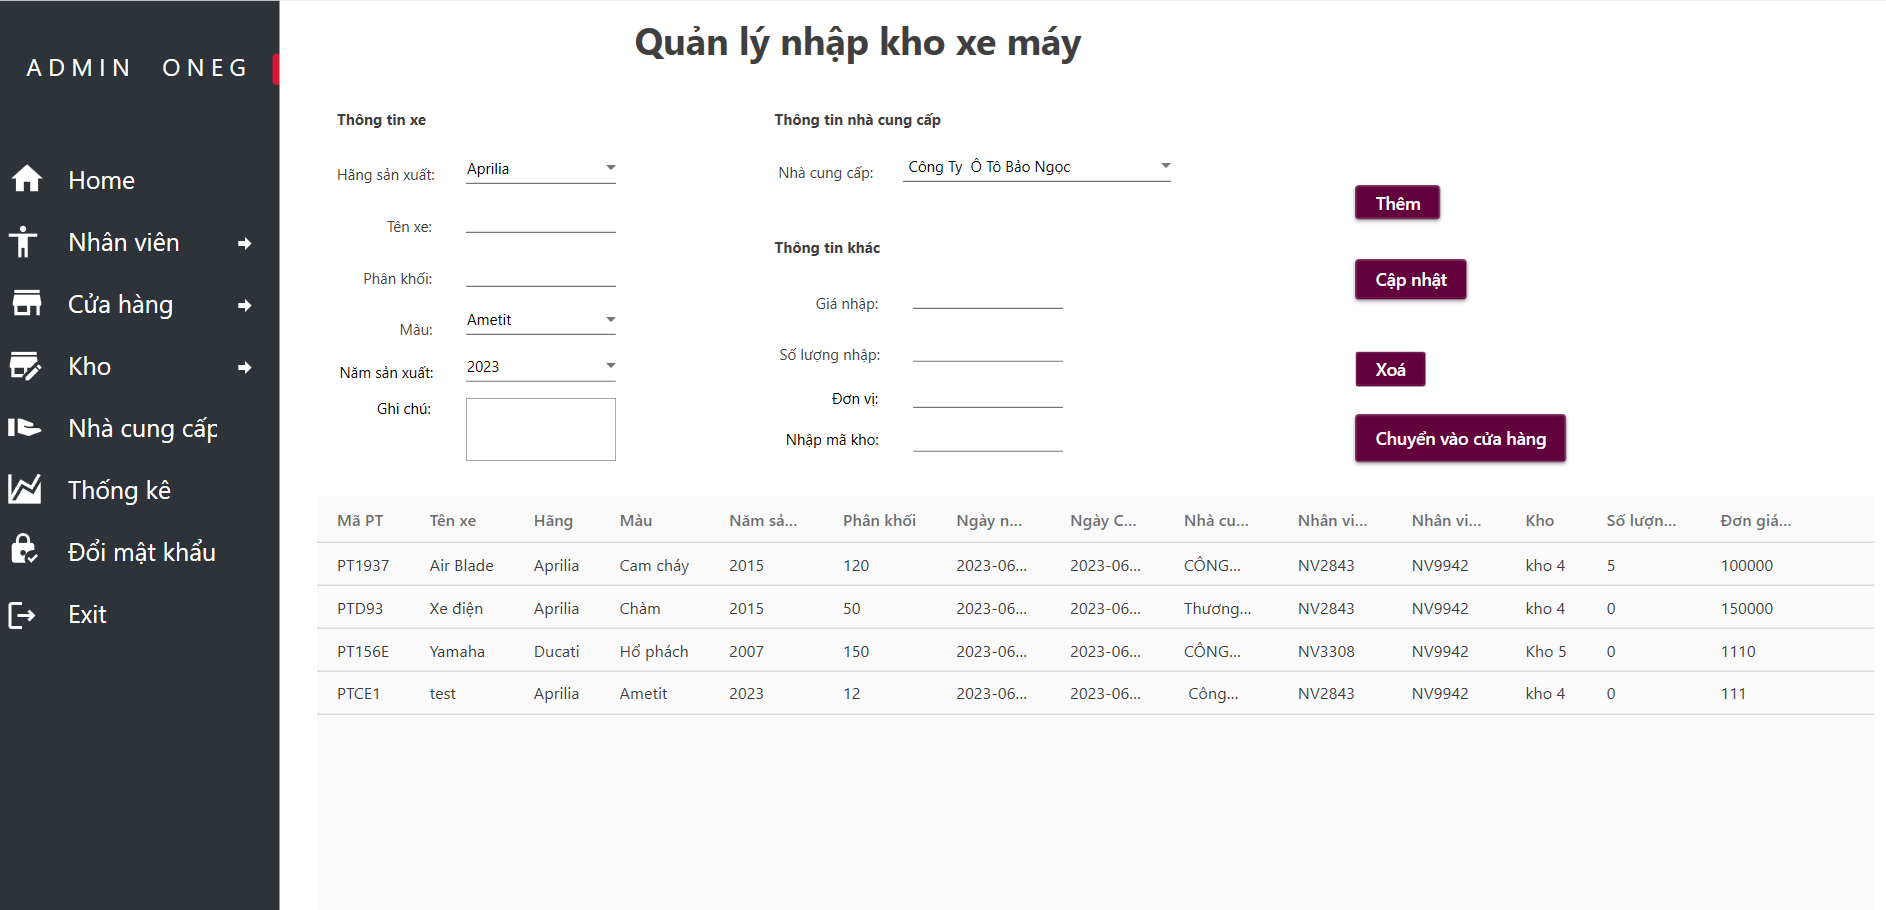 ADMIN ONEG
Home
Nhân viên
Cửa hàng
Kho
Nhà cung cấp
Thống kê
Đổi mật khẩu
Exit
Quản lý nhập kho xe máy
Thông tin xe
Hãng sản xuất: Aprilia
Tên xe:
Phân khối:
Màu: Ametit
Năm sản xuất: 2023
Ghi chú:
Thông tin nhà cung cấp
Nhà cung cấp: Công Ty  Ô Tô Bảo Ngọc
Thông tin khác
Giá nhập:
Số lượng nhập:
Đơn vị:
Nhập mã kho:
Thêm
Cập nhật
Xoá
Chuyển vào cửa hàng
Mã PT Tên xe Hãng Màu Năm sả... Phân khối Ngày n... Ngày C... Nhà cu... Nhân vi... Nhân vi... Kho Số lượn... Đơn giá...
PT1937 Air Blade Aprilia Cam cháy 2015 120 2023-06... 2023-06... CÔNG... NV2843 NV9942 kho 4 5 100000
PTD93 Xe điện Aprilia Chàm 2015 50 2023-06... 2023-06... Thương... NV2843 NV9942 kho 4 0 150000
PT156E Yamaha Ducati Hổ phách 2007 150 2023-06... 2023-06... CÔNG... NV3308 NV9942 Kho 5 0 1110
PTCE1 test Aprilia Ametit 2023 12 2023-06... 2023-06... Công... NV2843 NV9942 kho 4 0 111